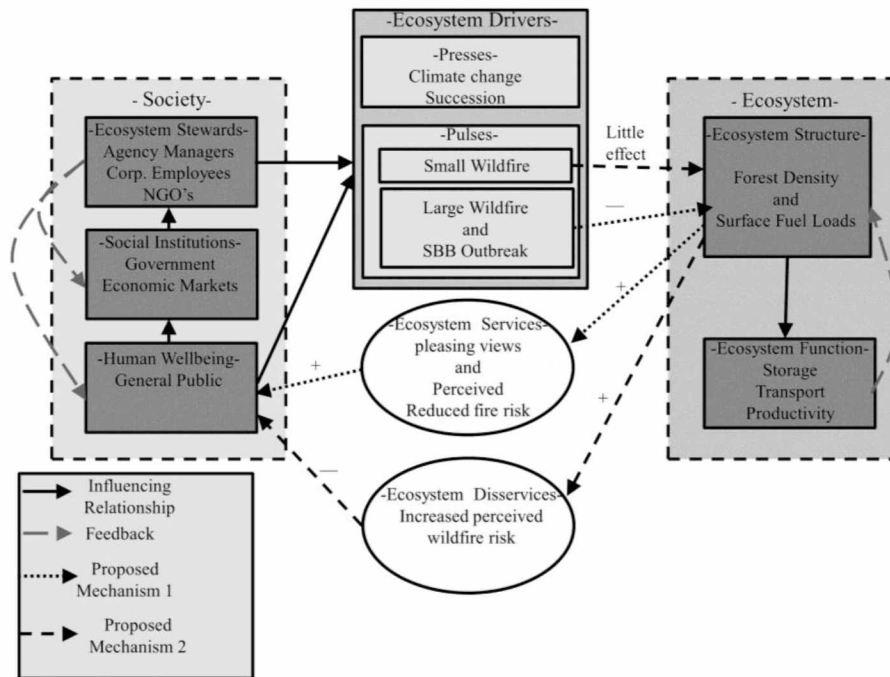 -Ecosystem Drivers-
-Presses-
Climate change
Succession
-Pulses-
Small Wildfire
Large Wildfire
and
SBB Outbreak
- Society-
-Ecosystem Stewards-
Agency Managers
Corp. Employees
NGO's
-Social Institutions-
Government
Economic Markets
-Human Wellbeing-
General Public
Little
effect
—
- Ecosystem-
-Ecosystem Structure-
Forest Density
and
Surface Fuel Loads
-Ecosystem Function-
Storage
Transport
Productivity
+
-Ecosystem Services-
pleasing views
and
Perceived
Reduced fire risk
+
+
-Ecosystem Disservices-
Increased perceived
wildfire risk
—
Influencing
Relationship
Feedback
Proposed
Mechanism 1
Proposed
Mechanism 2